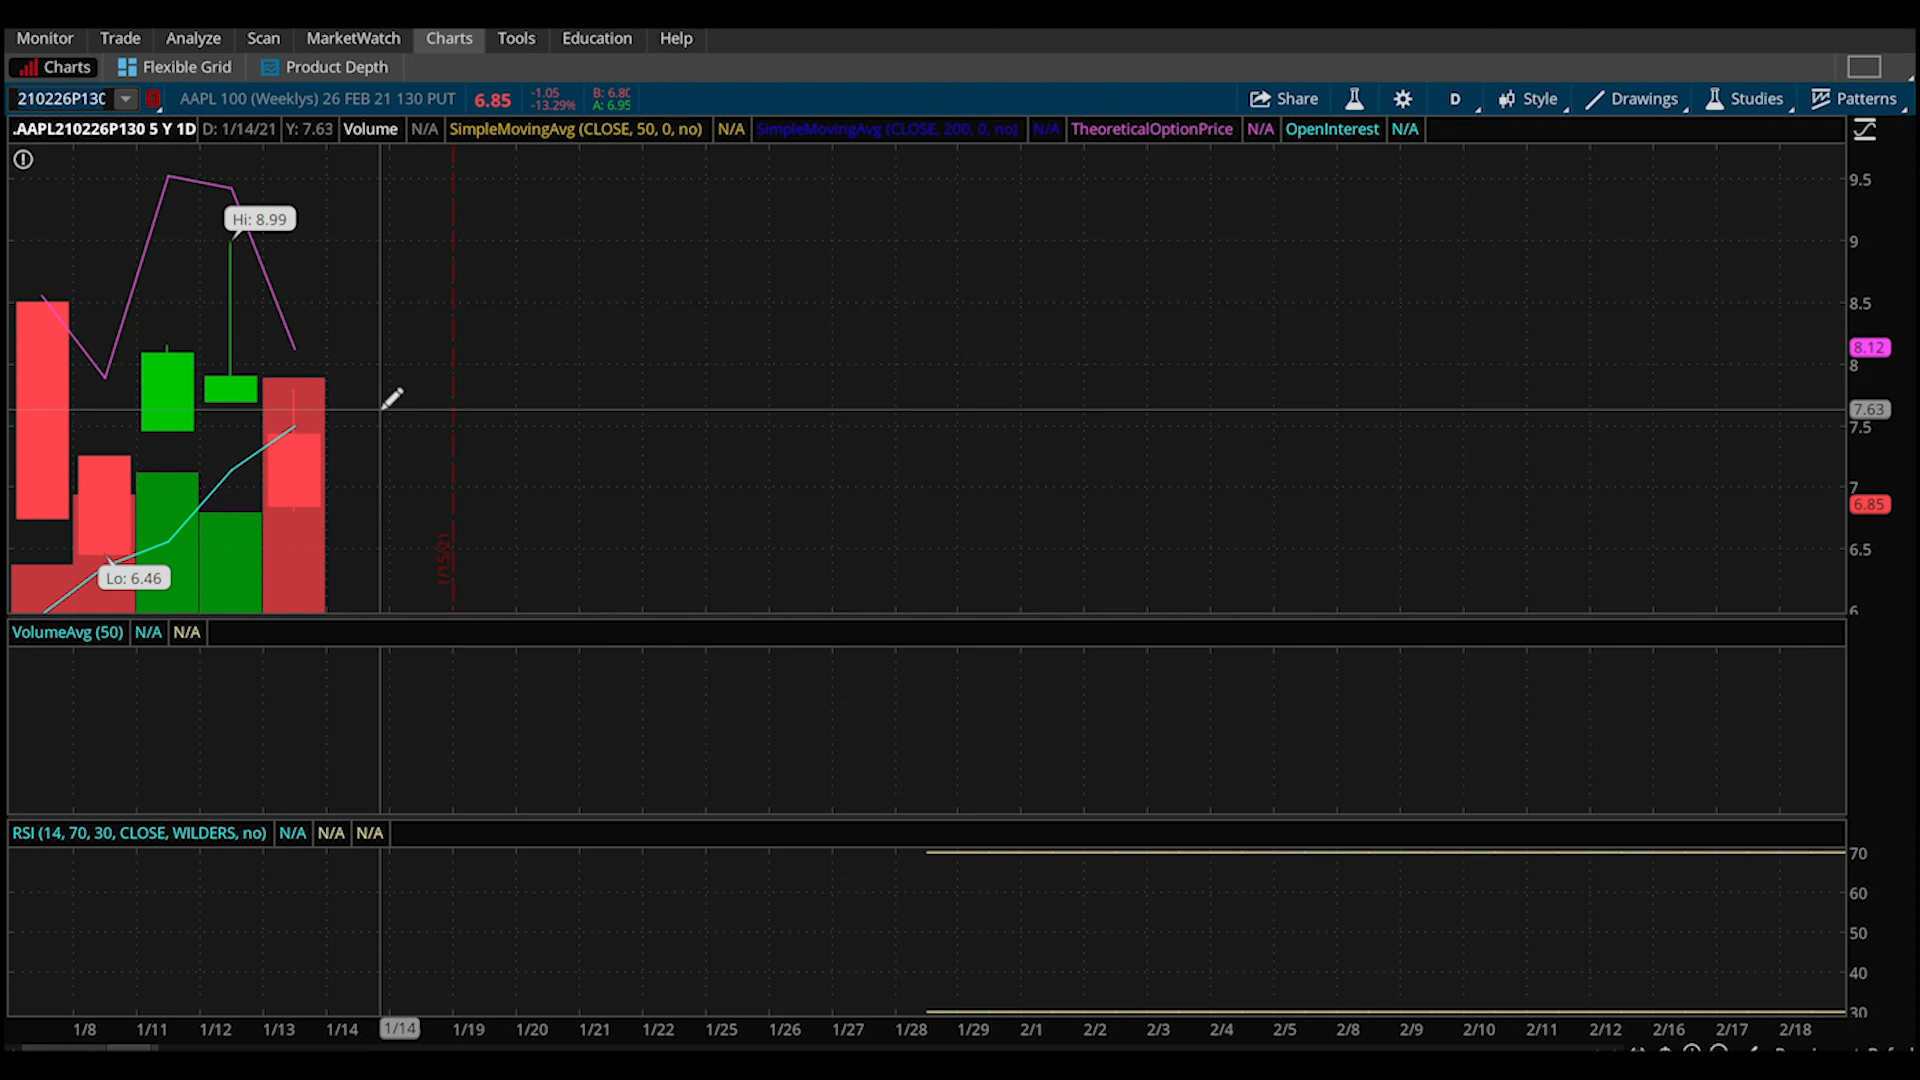 Monitor Trade Analyze Scan MarketWatch Charts Tools Education Help
Charts Flexible Grid Product Depth
210226P130 AAPL 100 (Weeklys) 26 FEB 21 130 PUT 6.85 -1.05 B: 6.80 Share D Style Drawings Studies Patterns
-13.29% A: 6.95
.AAPL210226P130 5 Y 1D D: 1/14/21 Y: 7.63 Volume N/A SimpleMovingAvg (CLOSE, 50, 0, no) N/A SimpleMovingAvg (CLOSE, 200, 0, no) N/A TheoreticalOptionPrice N/A OpenInterest N/A
9.5
Hi: 8.99
9
8.5
8.12
8
7.63
7.5
7
6.85
6.5
1/15/21
Lo: 6.46
6
VolumeAvg (50) N/A N/A
RSI (14, 70, 30, CLOSE, WILDERS, no) N/A N/A N/A
70
60
50
40
30
1/8 1/11 1/12 1/13 1/14 1/14 1/19 1/20 1/21 1/22 1/25 1/26 1/27 1/28 1/29 2/1 2/2 2/3 2/4 2/5 2/8 2/9 2/10 2/11 2/12 2/16 2/17 2/18